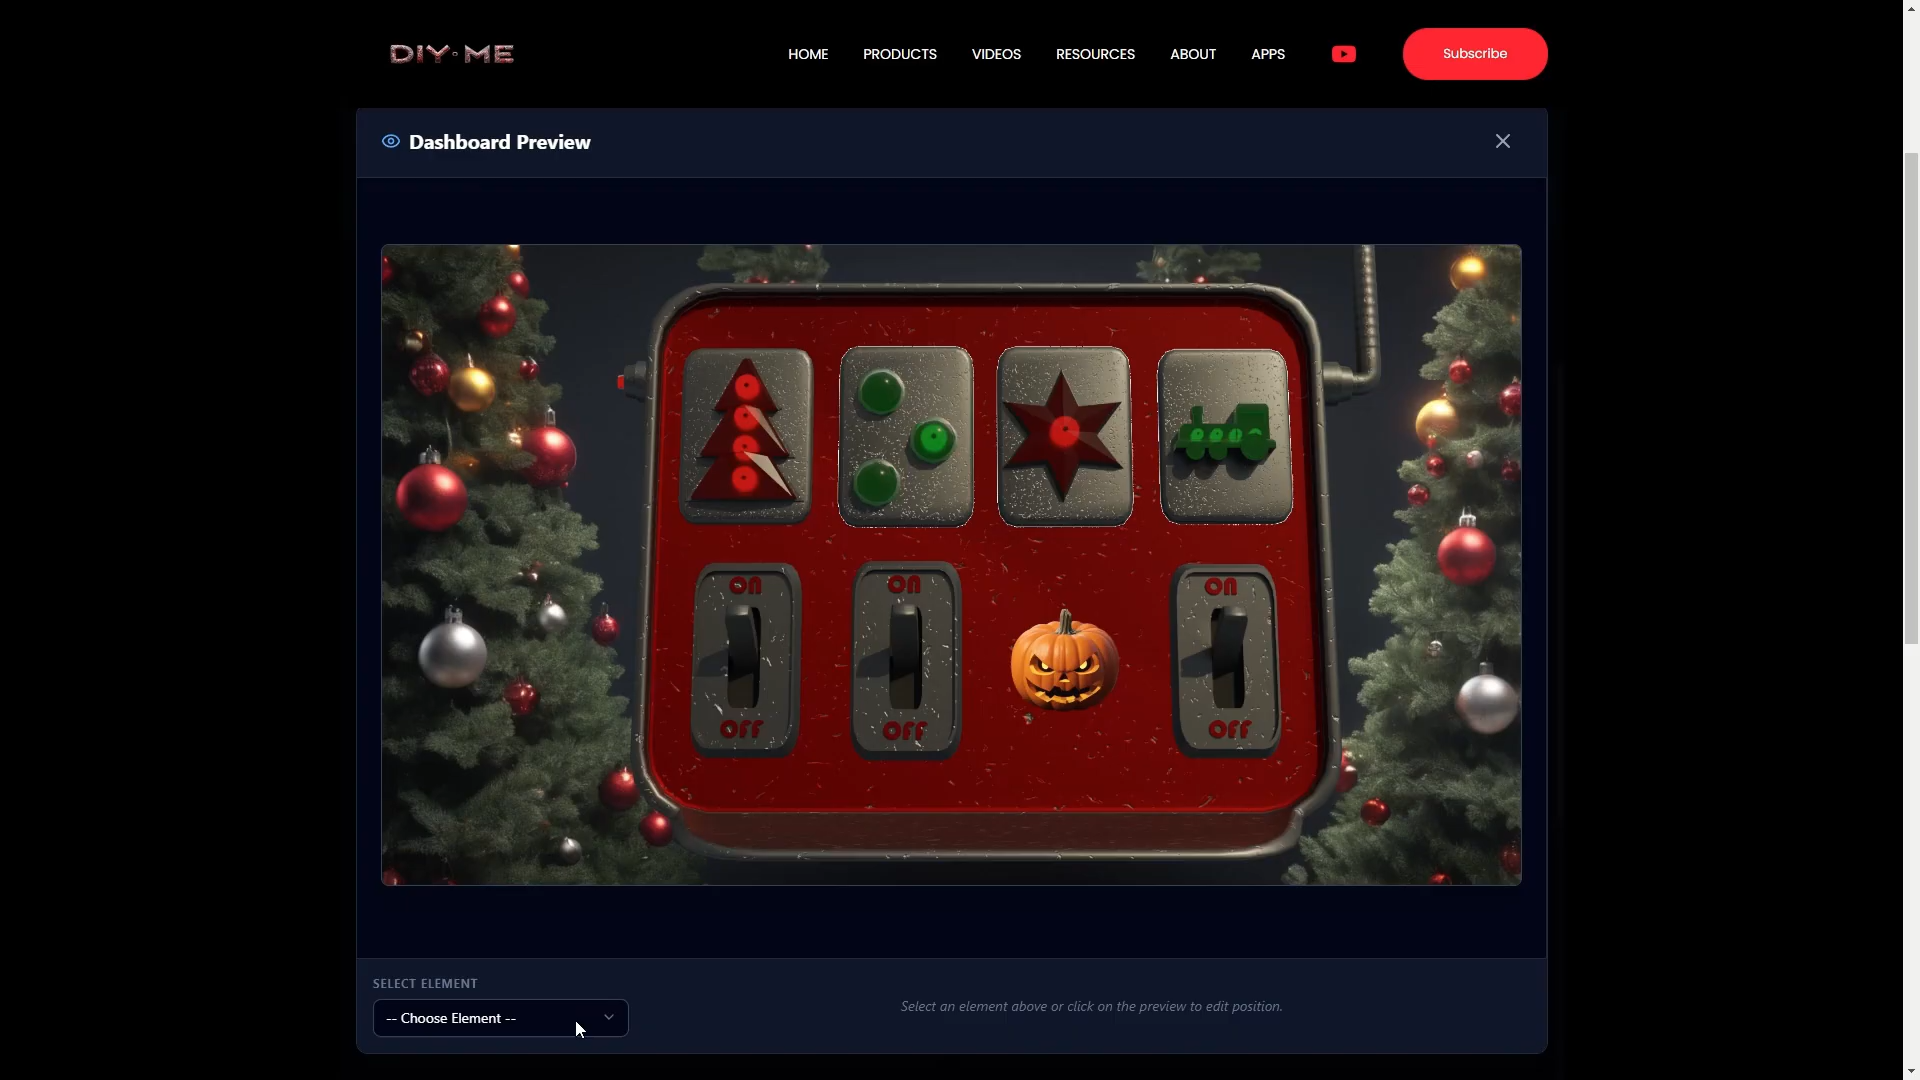 DIY·ME
HOME
PRODUCTS
VIDEOS
RESOURCES
ABOUT
APPS
Subscribe
Dashboard Preview
ON
ON
ON
OFF
OFF
OFF
SELECT ELEMENT
-- Choose Element --
Select an element above or click on the preview to edit position.